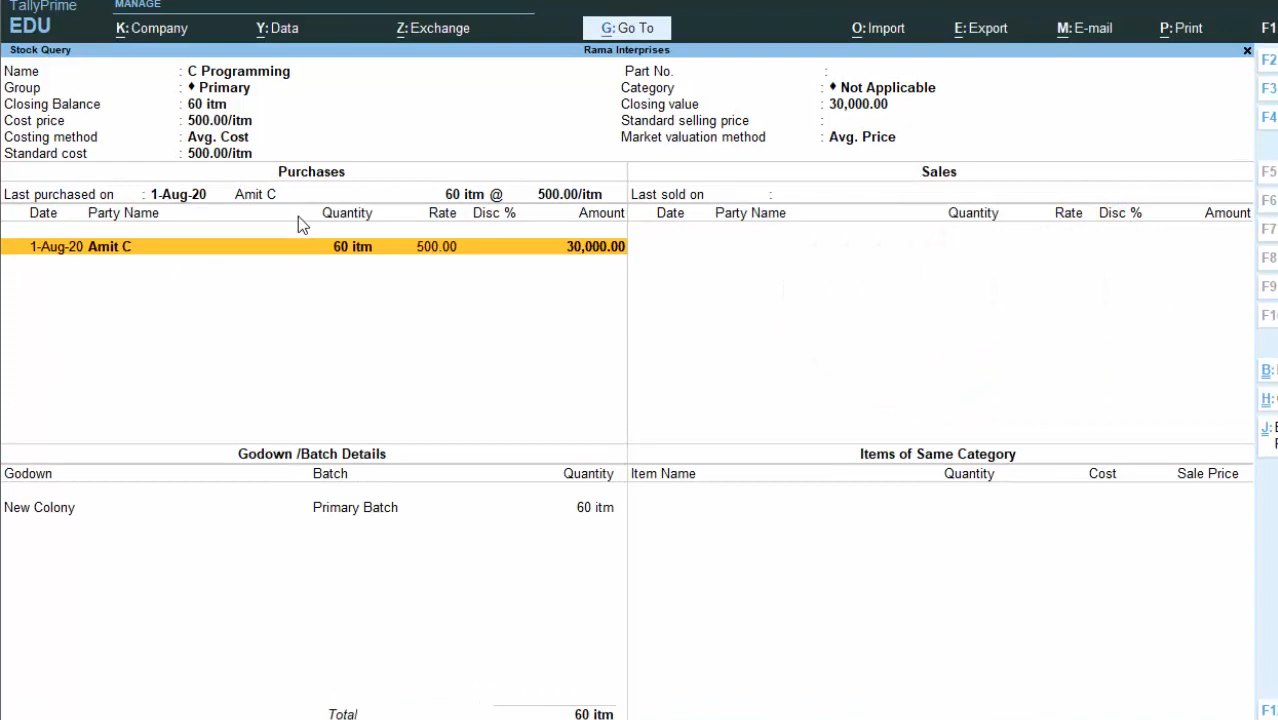 TallyPrime
EDU
MANAGE
K: Company
Y: Data
Z: Exchange
G: Go To
O: Import
E: Export
M: E-mail
P: Print
F1
Stock Query
Rama Interprises
F2
F3
F4
Name : C Programming
Group : ♦ Primary
Closing Balance : 60 itm
Cost price : 500.00/itm
Costing method : Avg. Cost
Standard cost : 500.00/itm
Part No. :
Category : ♦ Not Applicable
Closing value : 30,000.00
Standard selling price :
Market valuation method : Avg. Price
Purchases
Last purchased on : 1-Aug-20 Amit C 60 itm @ 500.00/itm
Date Party Name Quantity Rate Disc % Amount
1-Aug-20 Amit C 60 itm 500.00 30,000.00
Sales
Last sold on :
Date Party Name Quantity Rate Disc % Amount
F5
F6
F7
F8
F9
B:
H:
J:
Godown /Batch Details
Godown Batch Quantity
New Colony Primary Batch 60 itm
Total 60 itm
Items of Same Category
Item Name Quantity Cost Sale Price